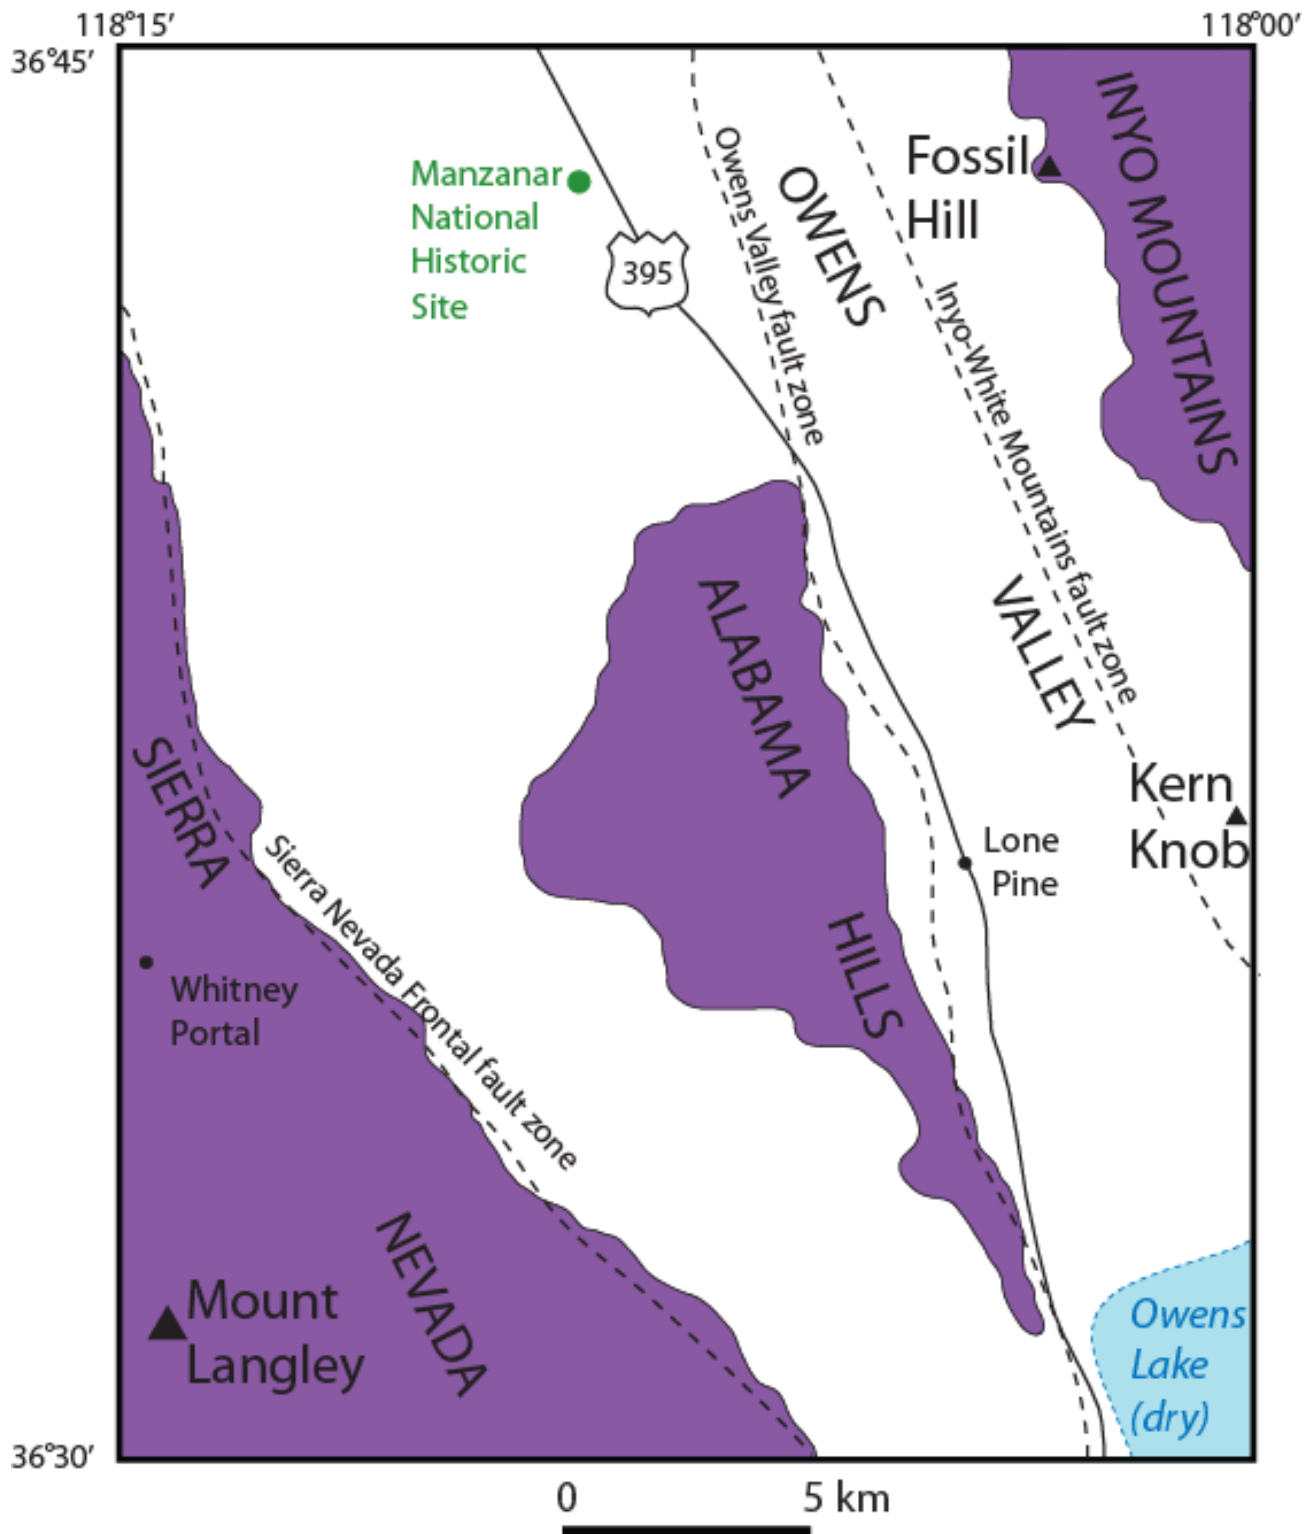 118°15′
118°00′
36°45′
INYO MOUNTAINS
Fossil
Hill
Manzanar
National
Historic
Site
395
Owens Valley fault zone
OWENS
Inyo-White Mountains fault zone
VALLEY
ALABAMA
SIERRA
Kern
Knob
Lone
Pine
Sierra Nevada Frontal fault zone
HILLS
Whitney
Portal
NEVADA
Mount
Langley
Owens
Lake
(dry)
36°30′
0 5 km